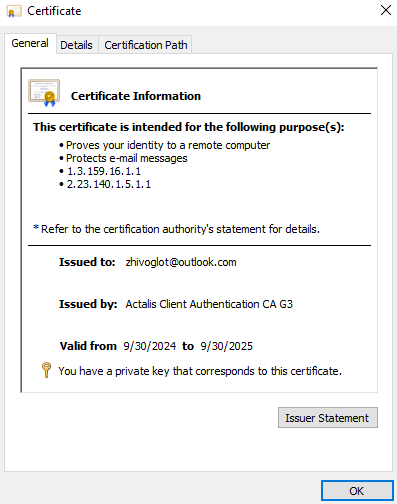 Certificate
General
Details
Certification Path
Certificate Information
This certificate is intended for the following purpose(s):
• Proves your identity to a remote computer
• Protects e-mail messages
• 1.3.159.16.1.1
• 2.23.140.1.5.1.1
* Refer to the certification authority's statement for details.
Issued to: zhivoglot@outlook.com
Issued by: Actalis Client Authentication CA G3
Valid from 9/30/2024 to 9/30/2025
You have a private key that corresponds to this certificate.
Issuer Statement
OK